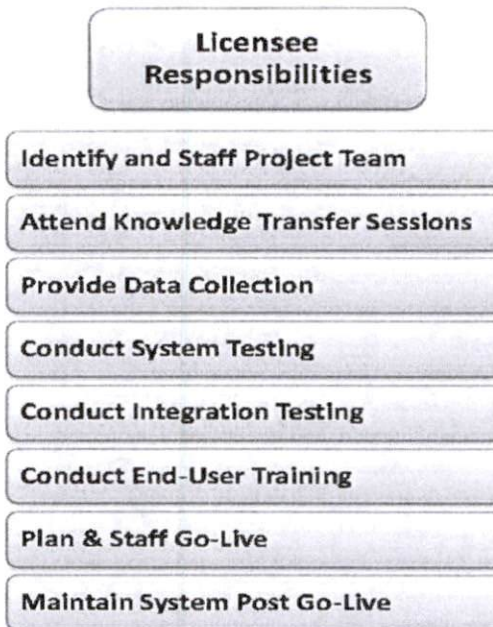 Licensee
Responsibilities
Identify and Staff Project Team
Attend Knowledge Transfer Sessions
Provide Data Collection
Conduct System Testing
Conduct Integration Testing
Conduct End-User Training
Plan & Staff Go-Live
Maintain System Post Go-Live